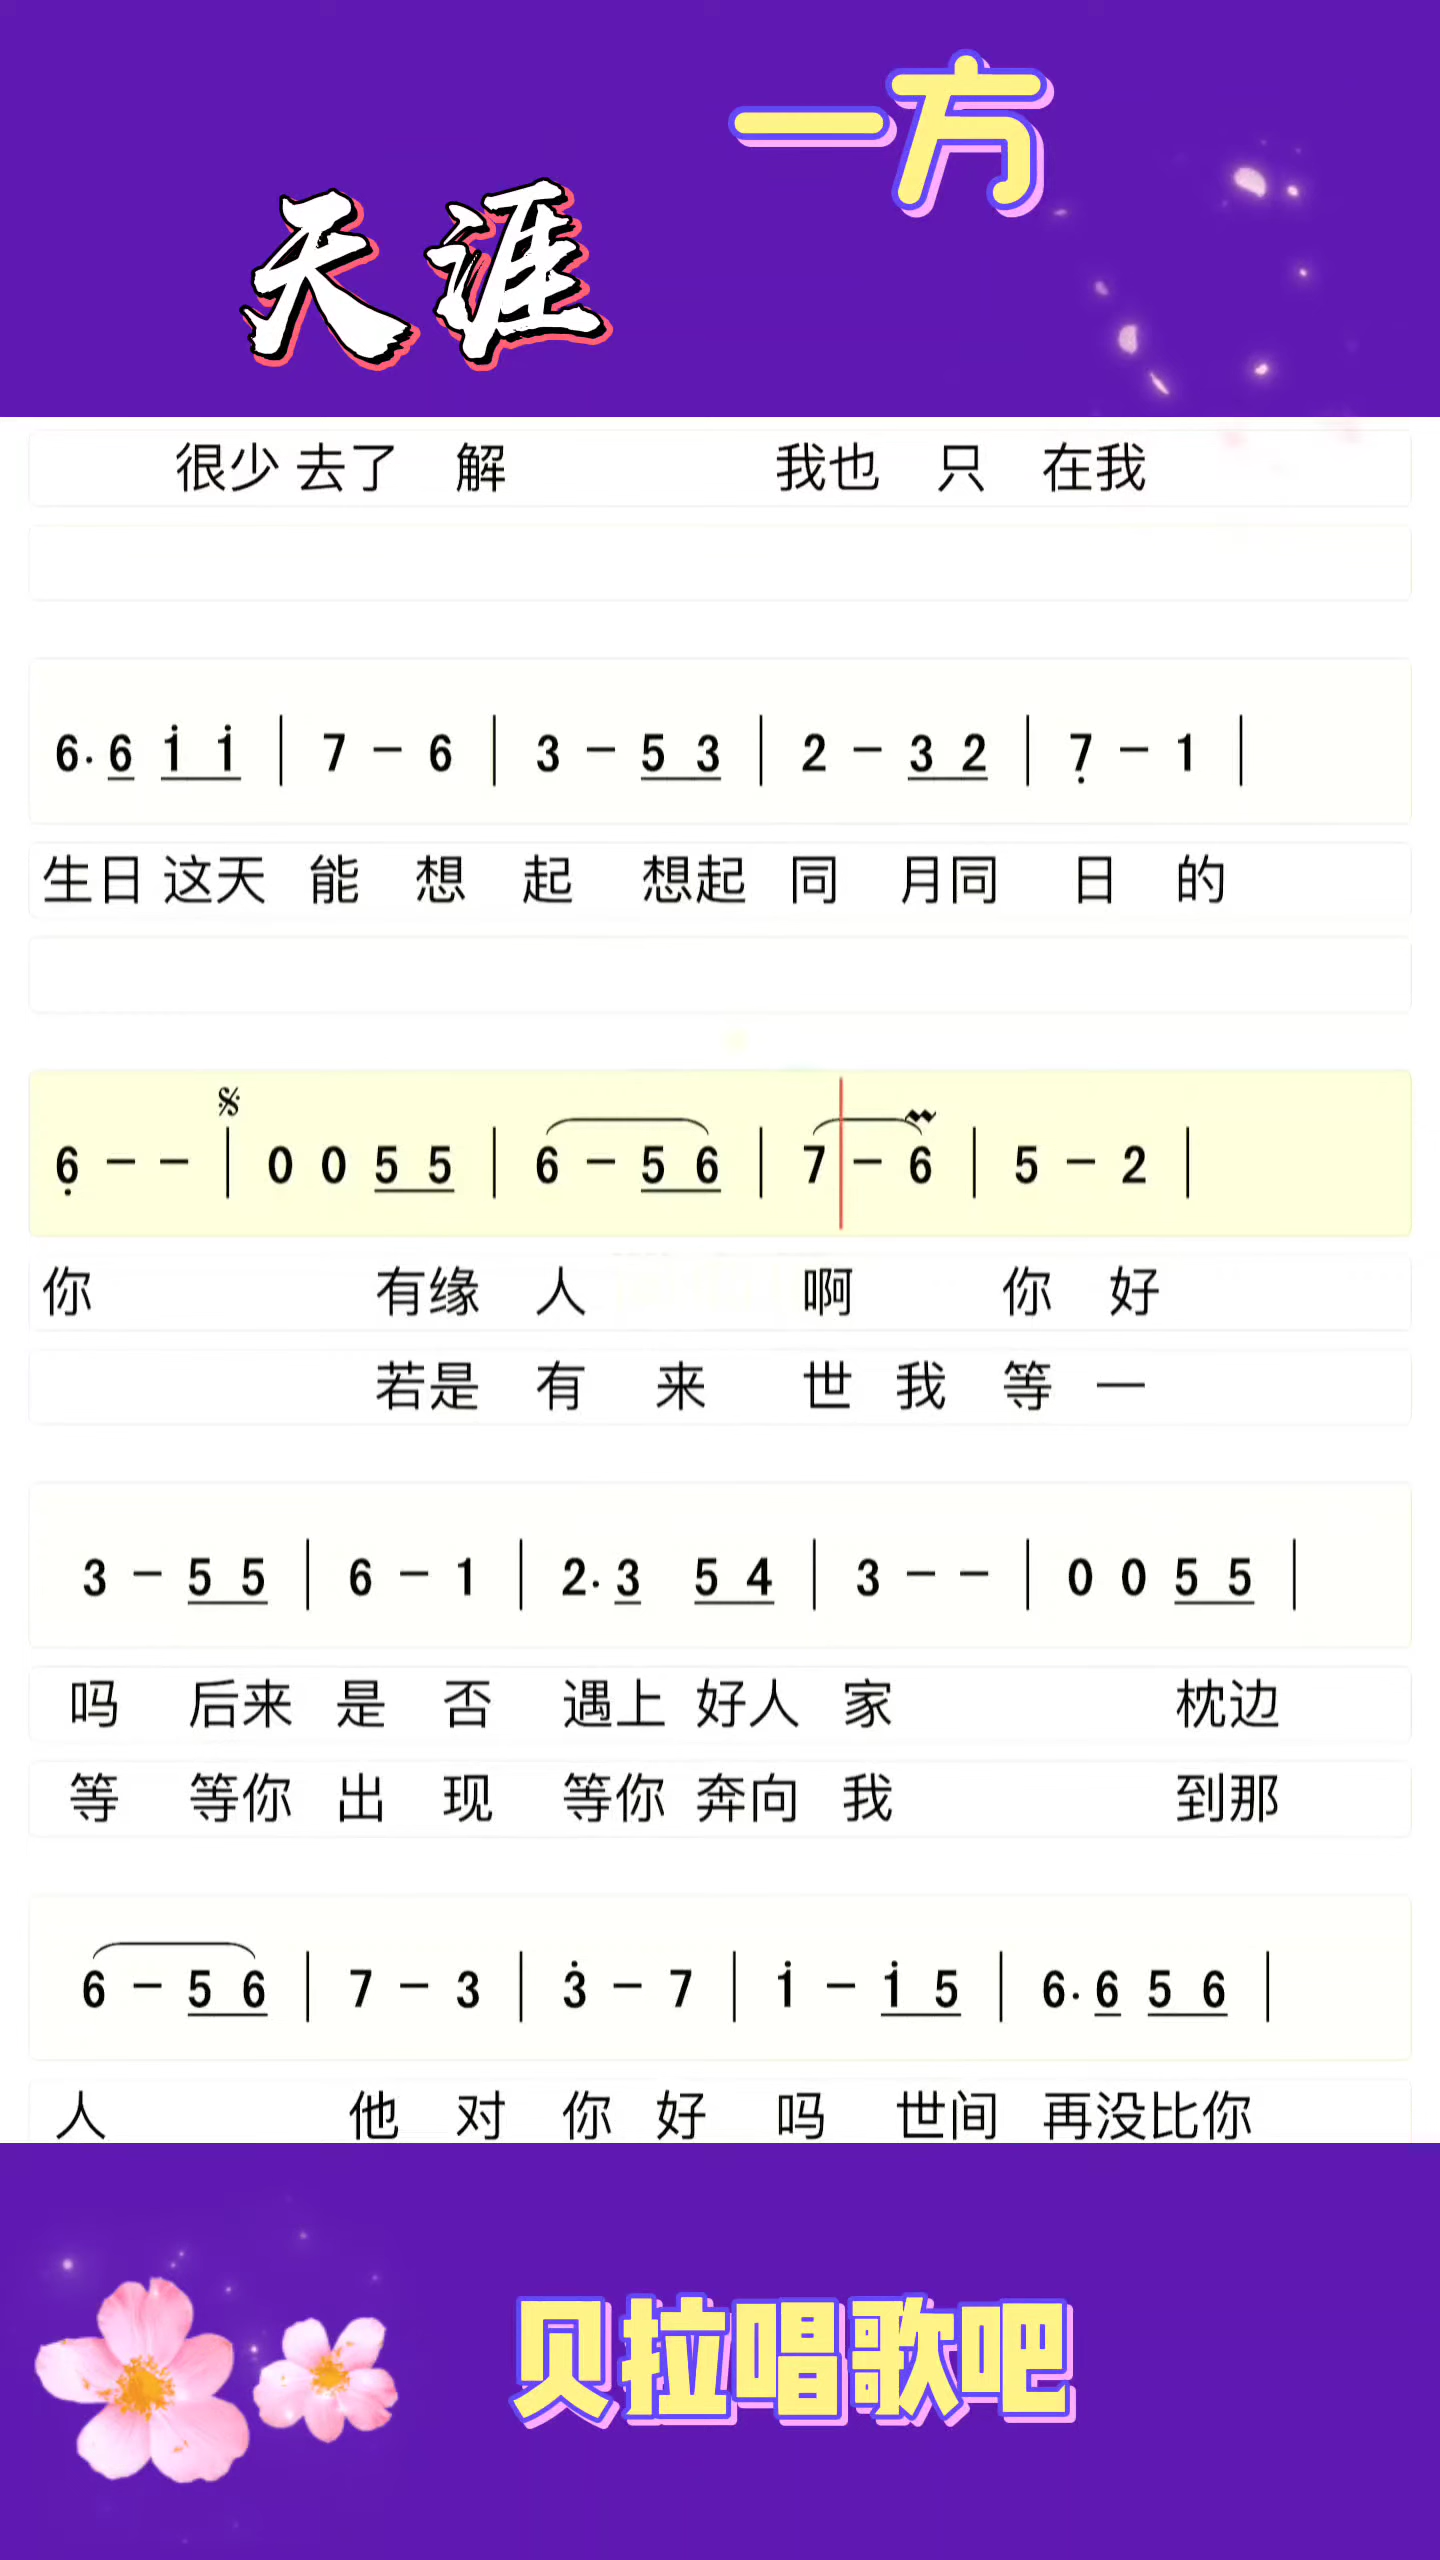 一方
天涯
很少 去了 解 我也 只 在我
6· 6 i i | 7 － 6 | 3 － 5 3 | 2 － 3 2 | 7̣ － 1 |
生日 这天 能 想 起 想起 同 月同 日 的
𝄋
6̣ － － | 0 0 5 5 | 6 － 5 6 | 7 － 6 | 5 － 2 |
你 有缘 人 啊 你 好
若是 有 来 世 我 等 一
3 － 5 5 | 6 － 1 | 2· 3 5 4 | 3 － － | 0 0 5 5 |
吗 后来 是 否 遇上 好人 家 枕边
等 等你 出 现 等你 奔向 我 到那
6 － 5 6 | 7 － 3 | 3̇ － 7 | i － i 5 | 6· 6 5 6 |
人 他 对 你 好 吗 世间 再没比你
贝拉唱歌吧